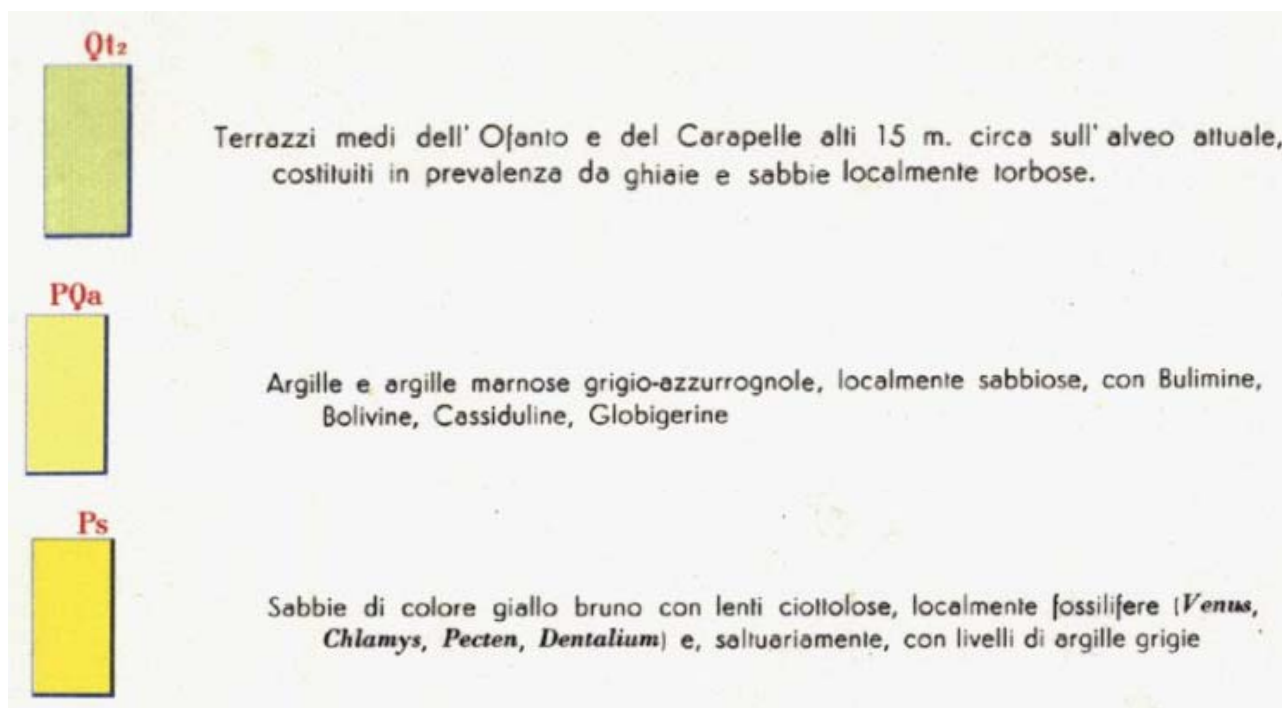 Qt₂
Terrazzi medi dell' Ofanto e del Carapelle alti 15 m. circa sull' alveo attuale,
costituiti in prevalenza da ghiaie e sabbie localmente torbose.
PQa
Argille e argille marnose grigio-azzurrognole, localmente sabbiose, con Bulimine,
Bolivine, Cassiduline, Globigerine
Ps
Sabbie di colore giallo bruno con lenti ciottolose, localmente fossilifere (Venus,
Chlamys, Pecten, Dentalium) e, saltuariamente, con livelli di argille grigie